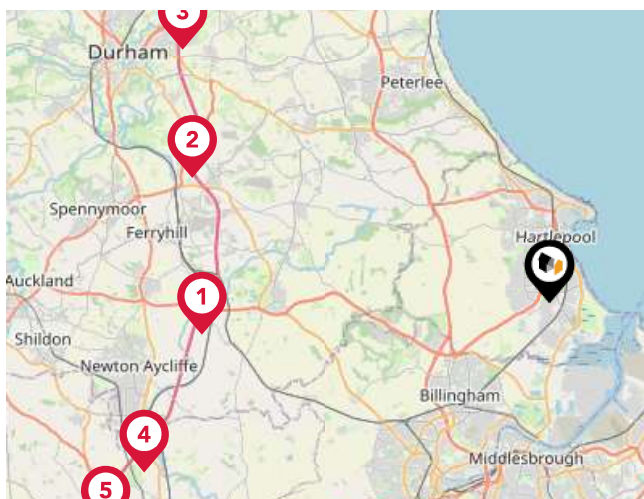 3
Durham
Peterlee
2
Spennymoor
Ferryhill
Hartlepool
Auckland
1
Shildon
Newton Aycliffe
Billingham
4
Middlesbrough
5